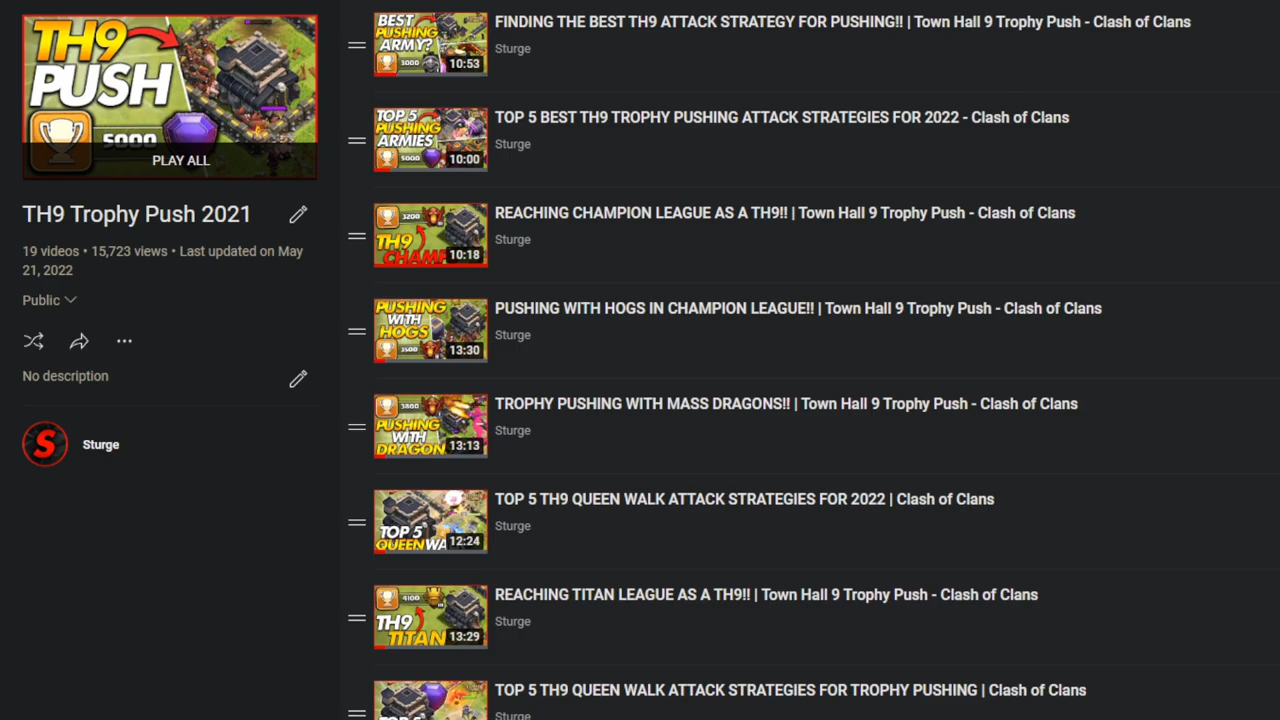 TH9
PUSH
5000
PLAY ALL
TH9 Trophy Push 2021
19 videos • 15,723 views • Last updated on May
21, 2022
Public
No description
S
Sturge
BEST
PUSHING
ARMY?
3000
10:53
FINDING THE BEST TH9 ATTACK STRATEGY FOR PUSHING!! | Town Hall 9 Trophy Push - Clash of Clans
Sturge
TOP 5
PUSHING
ARMIES
5000
10:00
TOP 5 BEST TH9 TROPHY PUSHING ATTACK STRATEGIES FOR 2022 - Clash of Clans
Sturge
3200
TH9
CHAMP
10:18
REACHING CHAMPION LEAGUE AS A TH9!! | Town Hall 9 Trophy Push - Clash of Clans
Sturge
PUSHING
WITH
HOGS
3500
13:30
PUSHING WITH HOGS IN CHAMPION LEAGUE!! | Town Hall 9 Trophy Push - Clash of Clans
Sturge
3800
PUSHING
WITH
DRAGON
13:13
TROPHY PUSHING WITH MASS DRAGONS!! | Town Hall 9 Trophy Push - Clash of Clans
Sturge
TOP 5
QUEEN WA
12:24
TOP 5 TH9 QUEEN WALK ATTACK STRATEGIES FOR 2022 | Clash of Clans
Sturge
4100
TH9
TITAN
13:29
REACHING TITAN LEAGUE AS A TH9!! | Town Hall 9 Trophy Push - Clash of Clans
Sturge
TOP 5
TOP 5 TH9 QUEEN WALK ATTACK STRATEGIES FOR TROPHY PUSHING | Clash of Clans
Sturge